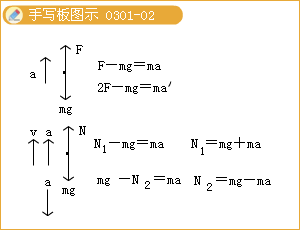 手写板图示 0301-02
F
a
F－mg＝ma
2F－mg＝ma′
mg
v a N
N₁－mg＝ma N₁＝mg＋ma
a
mg
mg －N₂＝ma N₂＝mg－ma